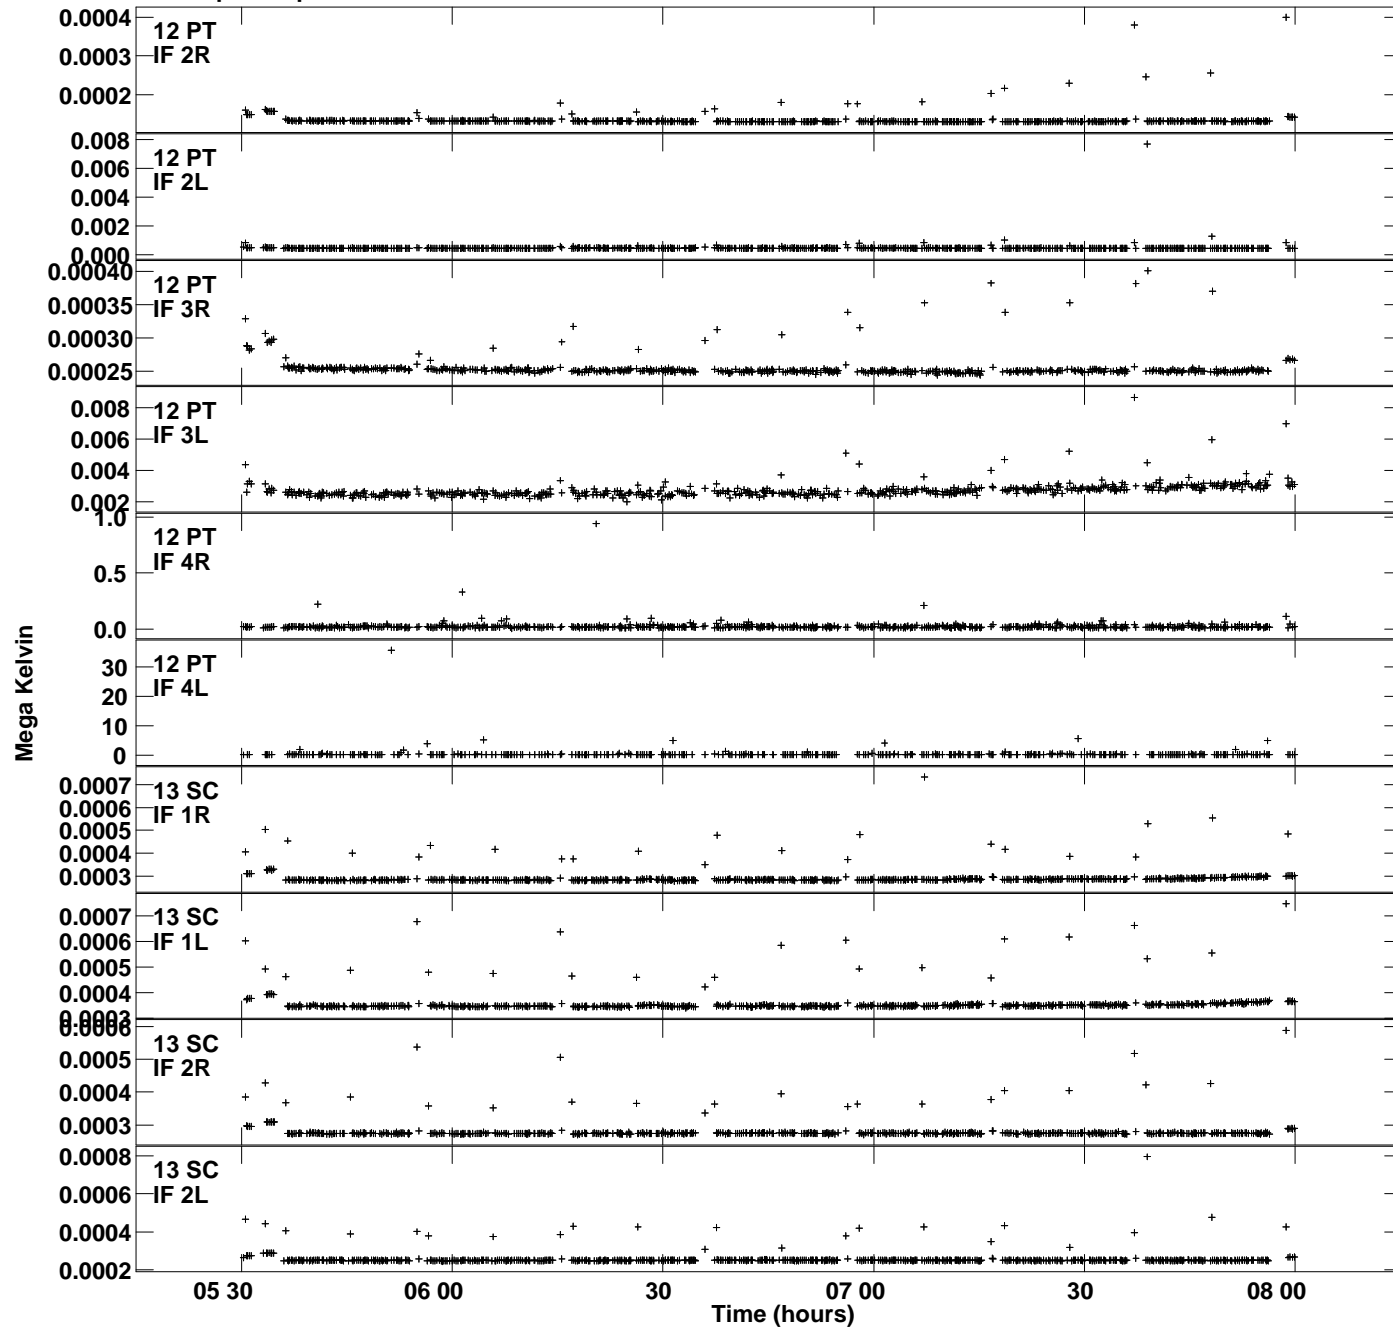 0.0004
0.0003
0.0002
12 PT
IF 2R
0.008
0.006
0.004
0.002
0.000
12 PT
IF 2L
0.00040
0.00035
0.00030
0.00025
12 PT
IF 3R
0.008
0.006
0.004
0.002
12 PT
IF 3L
1.0
0.5
0.0
12 PT
IF 4R
30
20
10
0
12 PT
IF 4L
0.0007
0.0006
0.0005
0.0004
0.0003
13 SC
IF 1R
0.0007
0.0006
0.0005
0.0004
0.0003
13 SC
IF 1L
0.0006
0.0005
0.0004
0.0003
13 SC
IF 2R
0.0008
0.0006
0.0004
0.0002
13 SC
IF 2L
Mega Kelvin
05 30 06 00 30 07 00 30 08 00
Time (hours)